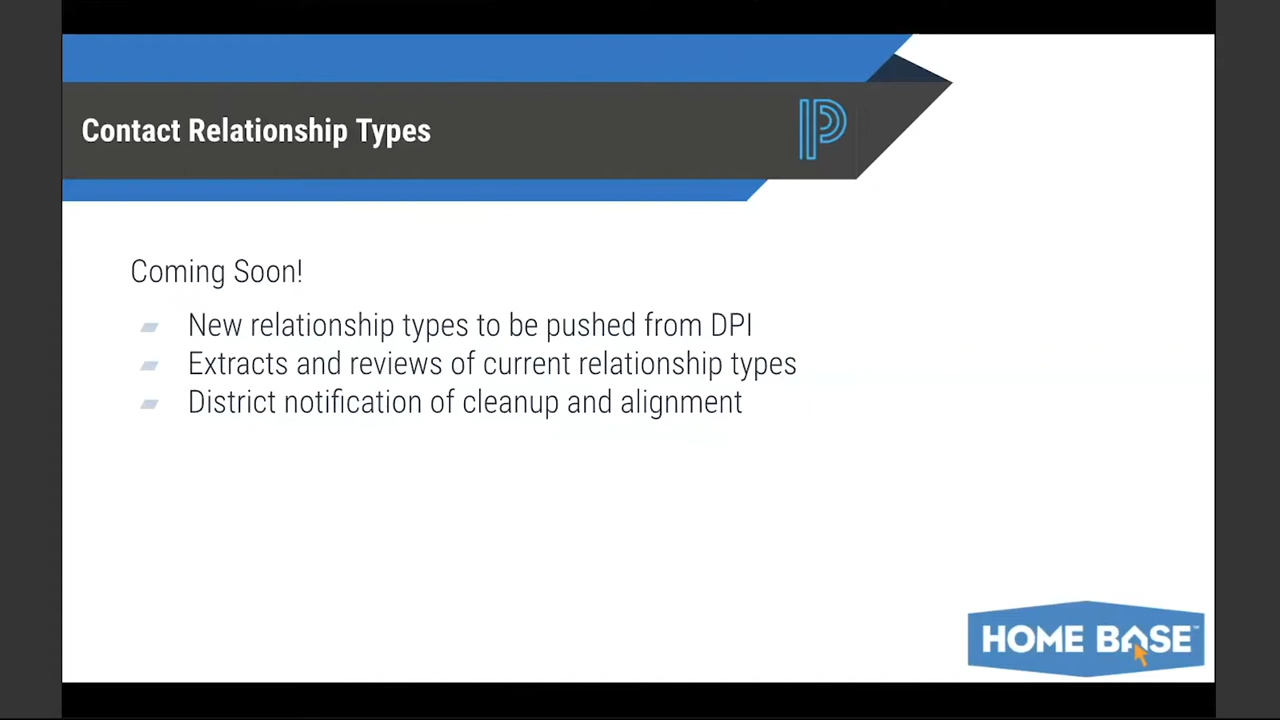 Contact Relationship Types
Coming Soon!
New relationship types to be pushed from DPI
Extracts and reviews of current relationship types
District notification of cleanup and alignment
HOME BASE™